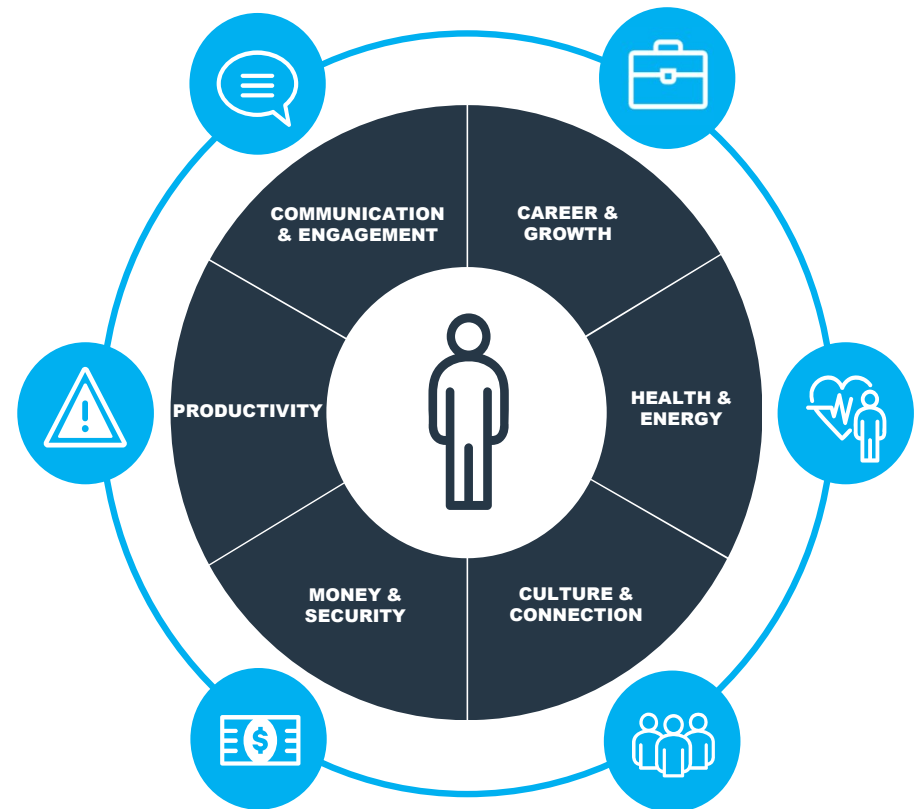 COMMUNICATION
& ENGAGEMENT
CAREER &
GROWTH
PRODUCTIVITY
HEALTH &
ENERGY
MONEY &
SECURITY
CULTURE &
CONNECTION
$
!